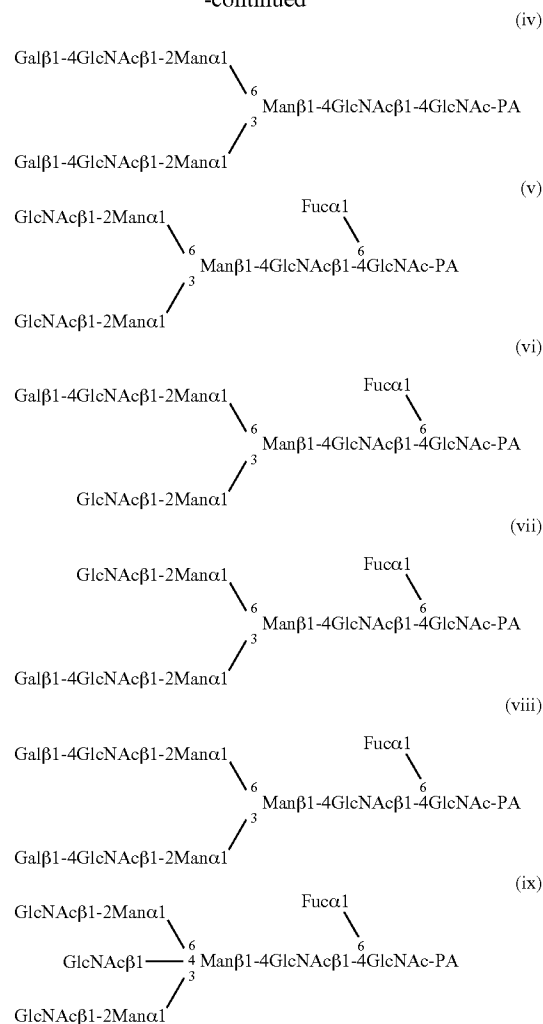 -continued
(iv)
Galβ1-4GlcNAcβ1-2Manα1
6
Manβ1-4GlcNAcβ1-4GlcNAc-PA
3
Galβ1-4GlcNAcβ1-2Manα1
(v)
GlcNAcβ1-2Manα1
Fucα1
6
6
Manβ1-4GlcNAcβ1-4GlcNAc-PA
3
GlcNAcβ1-2Manα1
(vi)
Galβ1-4GlcNAcβ1-2Manα1
Fucα1
6
6
Manβ1-4GlcNAcβ1-4GlcNAc-PA
3
GlcNAcβ1-2Manα1
(vii)
GlcNAcβ1-2Manα1
Fucα1
6
6
Manβ1-4GlcNAcβ1-4GlcNAc-PA
3
Galβ1-4GlcNAcβ1-2Manα1
(viii)
Galβ1-4GlcNAcβ1-2Manα1
Fucα1
6
6
Manβ1-4GlcNAcβ1-4GlcNAc-PA
3
Galβ1-4GlcNAcβ1-2Manα1
(ix)
GlcNAcβ1-2Manα1
Fucα1
6
6
GlcNAcβ1
4
Manβ1-4GlcNAcβ1-4GlcNAc-PA
3
GlcNAcβ1-2Manα1